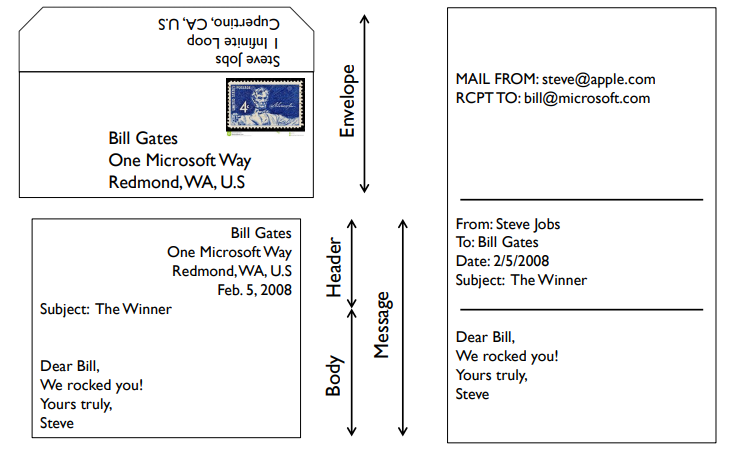 Steve Jobs
1 Infinite Loop
Cupertino, CA, U.S
4¢
Bill Gates
One Microsoft Way
Redmond, WA, U.S
Envelope
Bill Gates
One Microsoft Way
Redmond, WA, U.S
Feb. 5, 2008
Subject: The Winner
Dear Bill,
We rocked you!
Yours truly,
Steve
Header
Body
Message
MAIL FROM: steve@apple.com
RCPT TO: bill@microsoft.com
From: Steve Jobs
To: Bill Gates
Date: 2/5/2008
Subject: The Winner
Dear Bill,
We rocked you!
Yours truly,
Steve